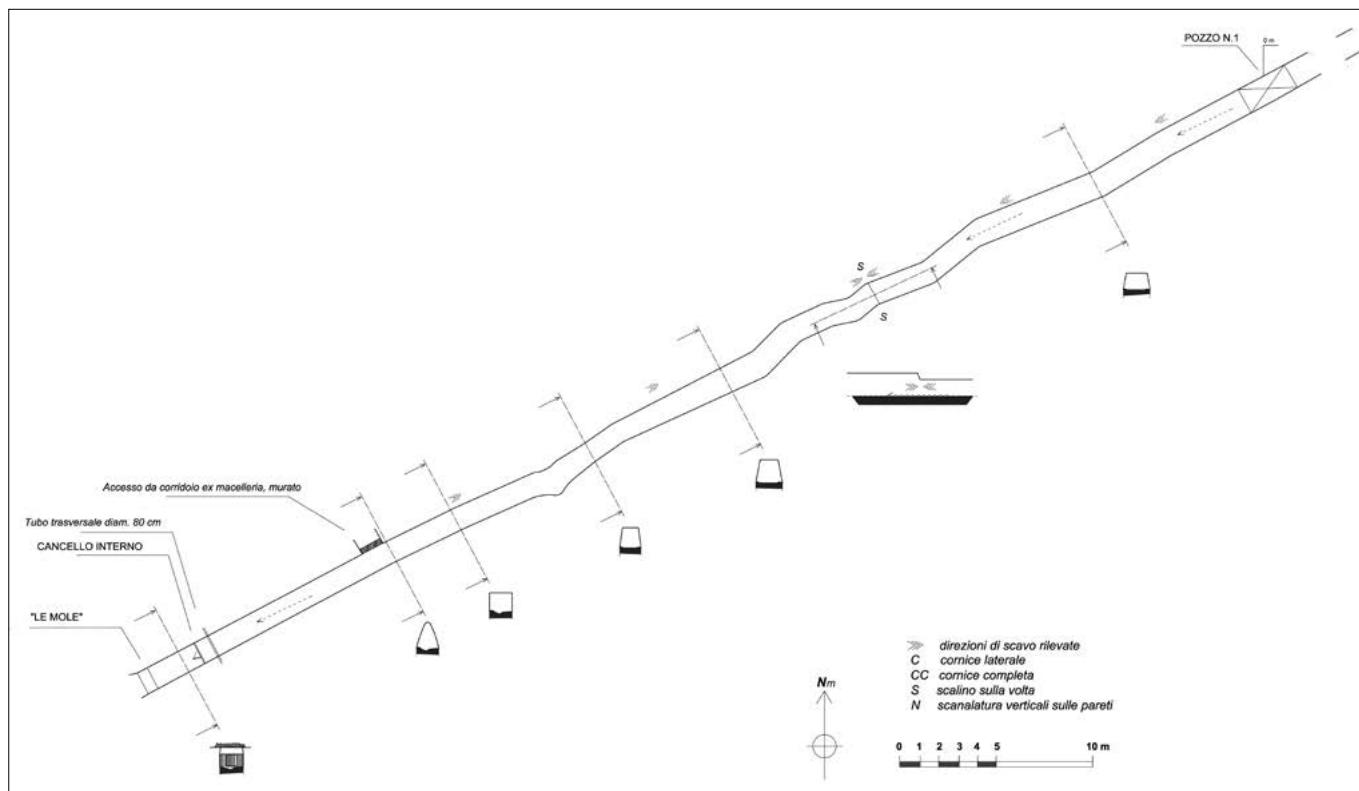 POZZO N.1
0 m
S
S
Accesso da corridoio ex macelleria, murato
Tubo trasversale diam. 80 cm
CANCELLO INTERNO
"LE MOLE"
direzioni di scavo rilevate
C cornice laterale
CC cornice completa
S scalino sulla volta
N scanalatura verticali sulle pareti
Nm
0 1 2 3 4 5 10 m